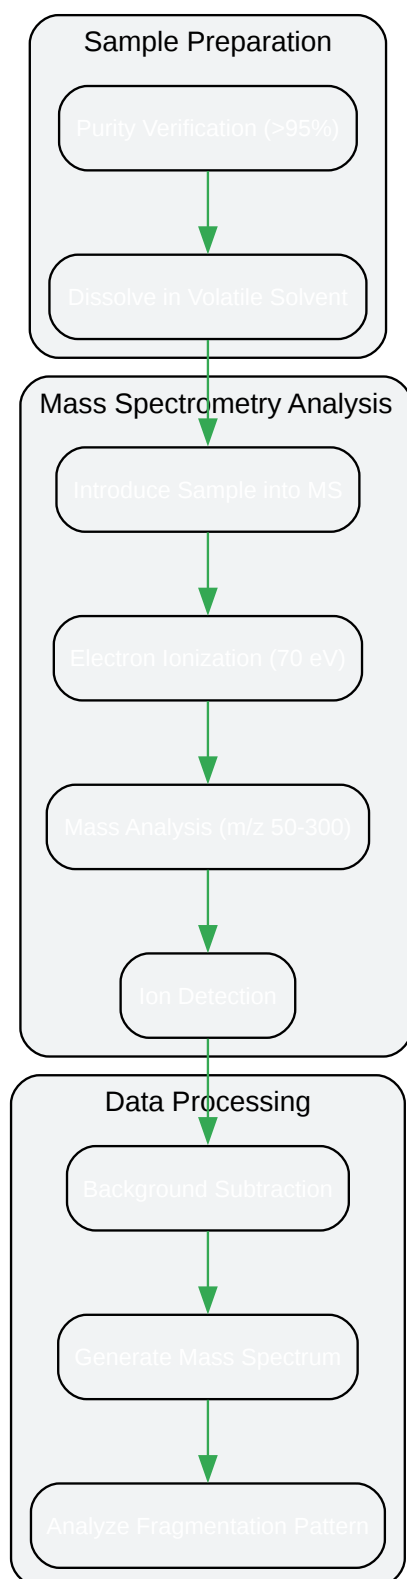 Sample Preparation
Purity Verification (>95%)
Dissolve in Volatile Solvent
Mass Spectrometry Analysis
Introduce Sample into MS
Electron Ionization (70 eV)
Mass Analysis (m/z 50-300)
Ion Detection
Data Processing
Background Subtraction
Generate Mass Spectrum
Analyze Fragmentation Pattern